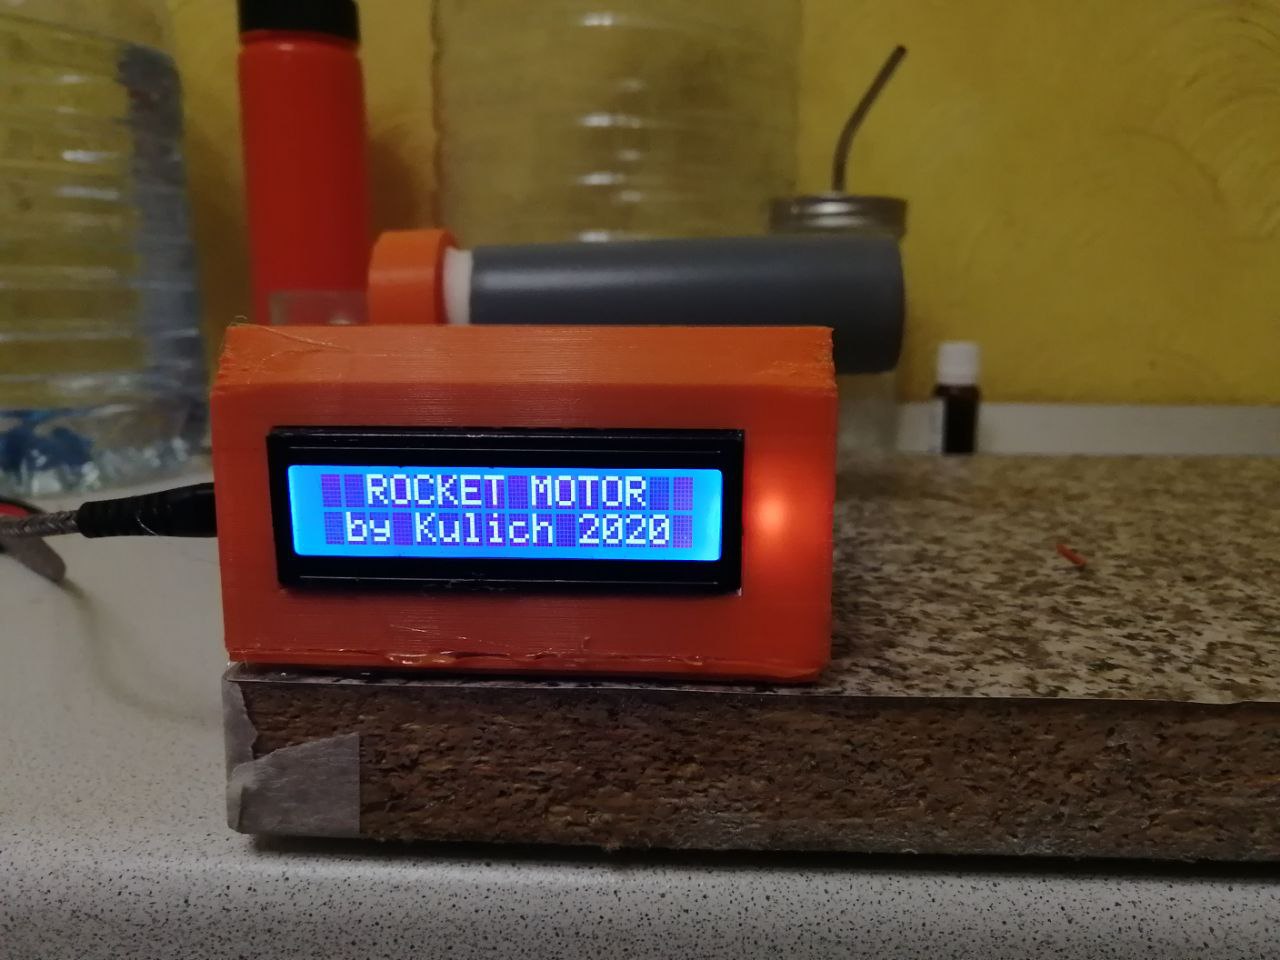 ROCKET MOTOR
by Kulich 2020